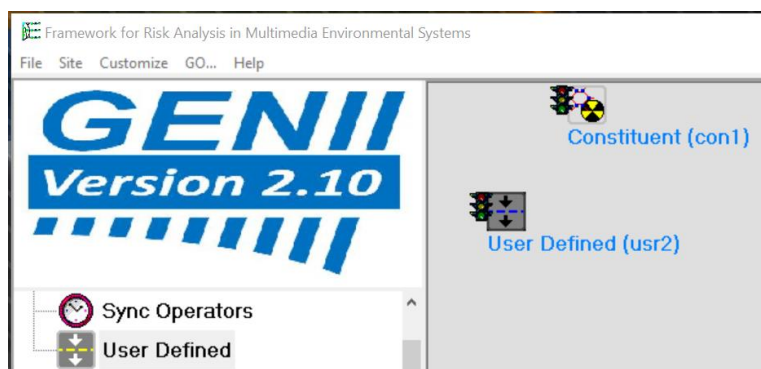 Framework for Risk Analysis in Multimedia Environmental Systems
File Site Customize GO... Help
GENII
Version 2.10
Constituent (con1)
User Defined (usr2)
Sync Operators
User Defined